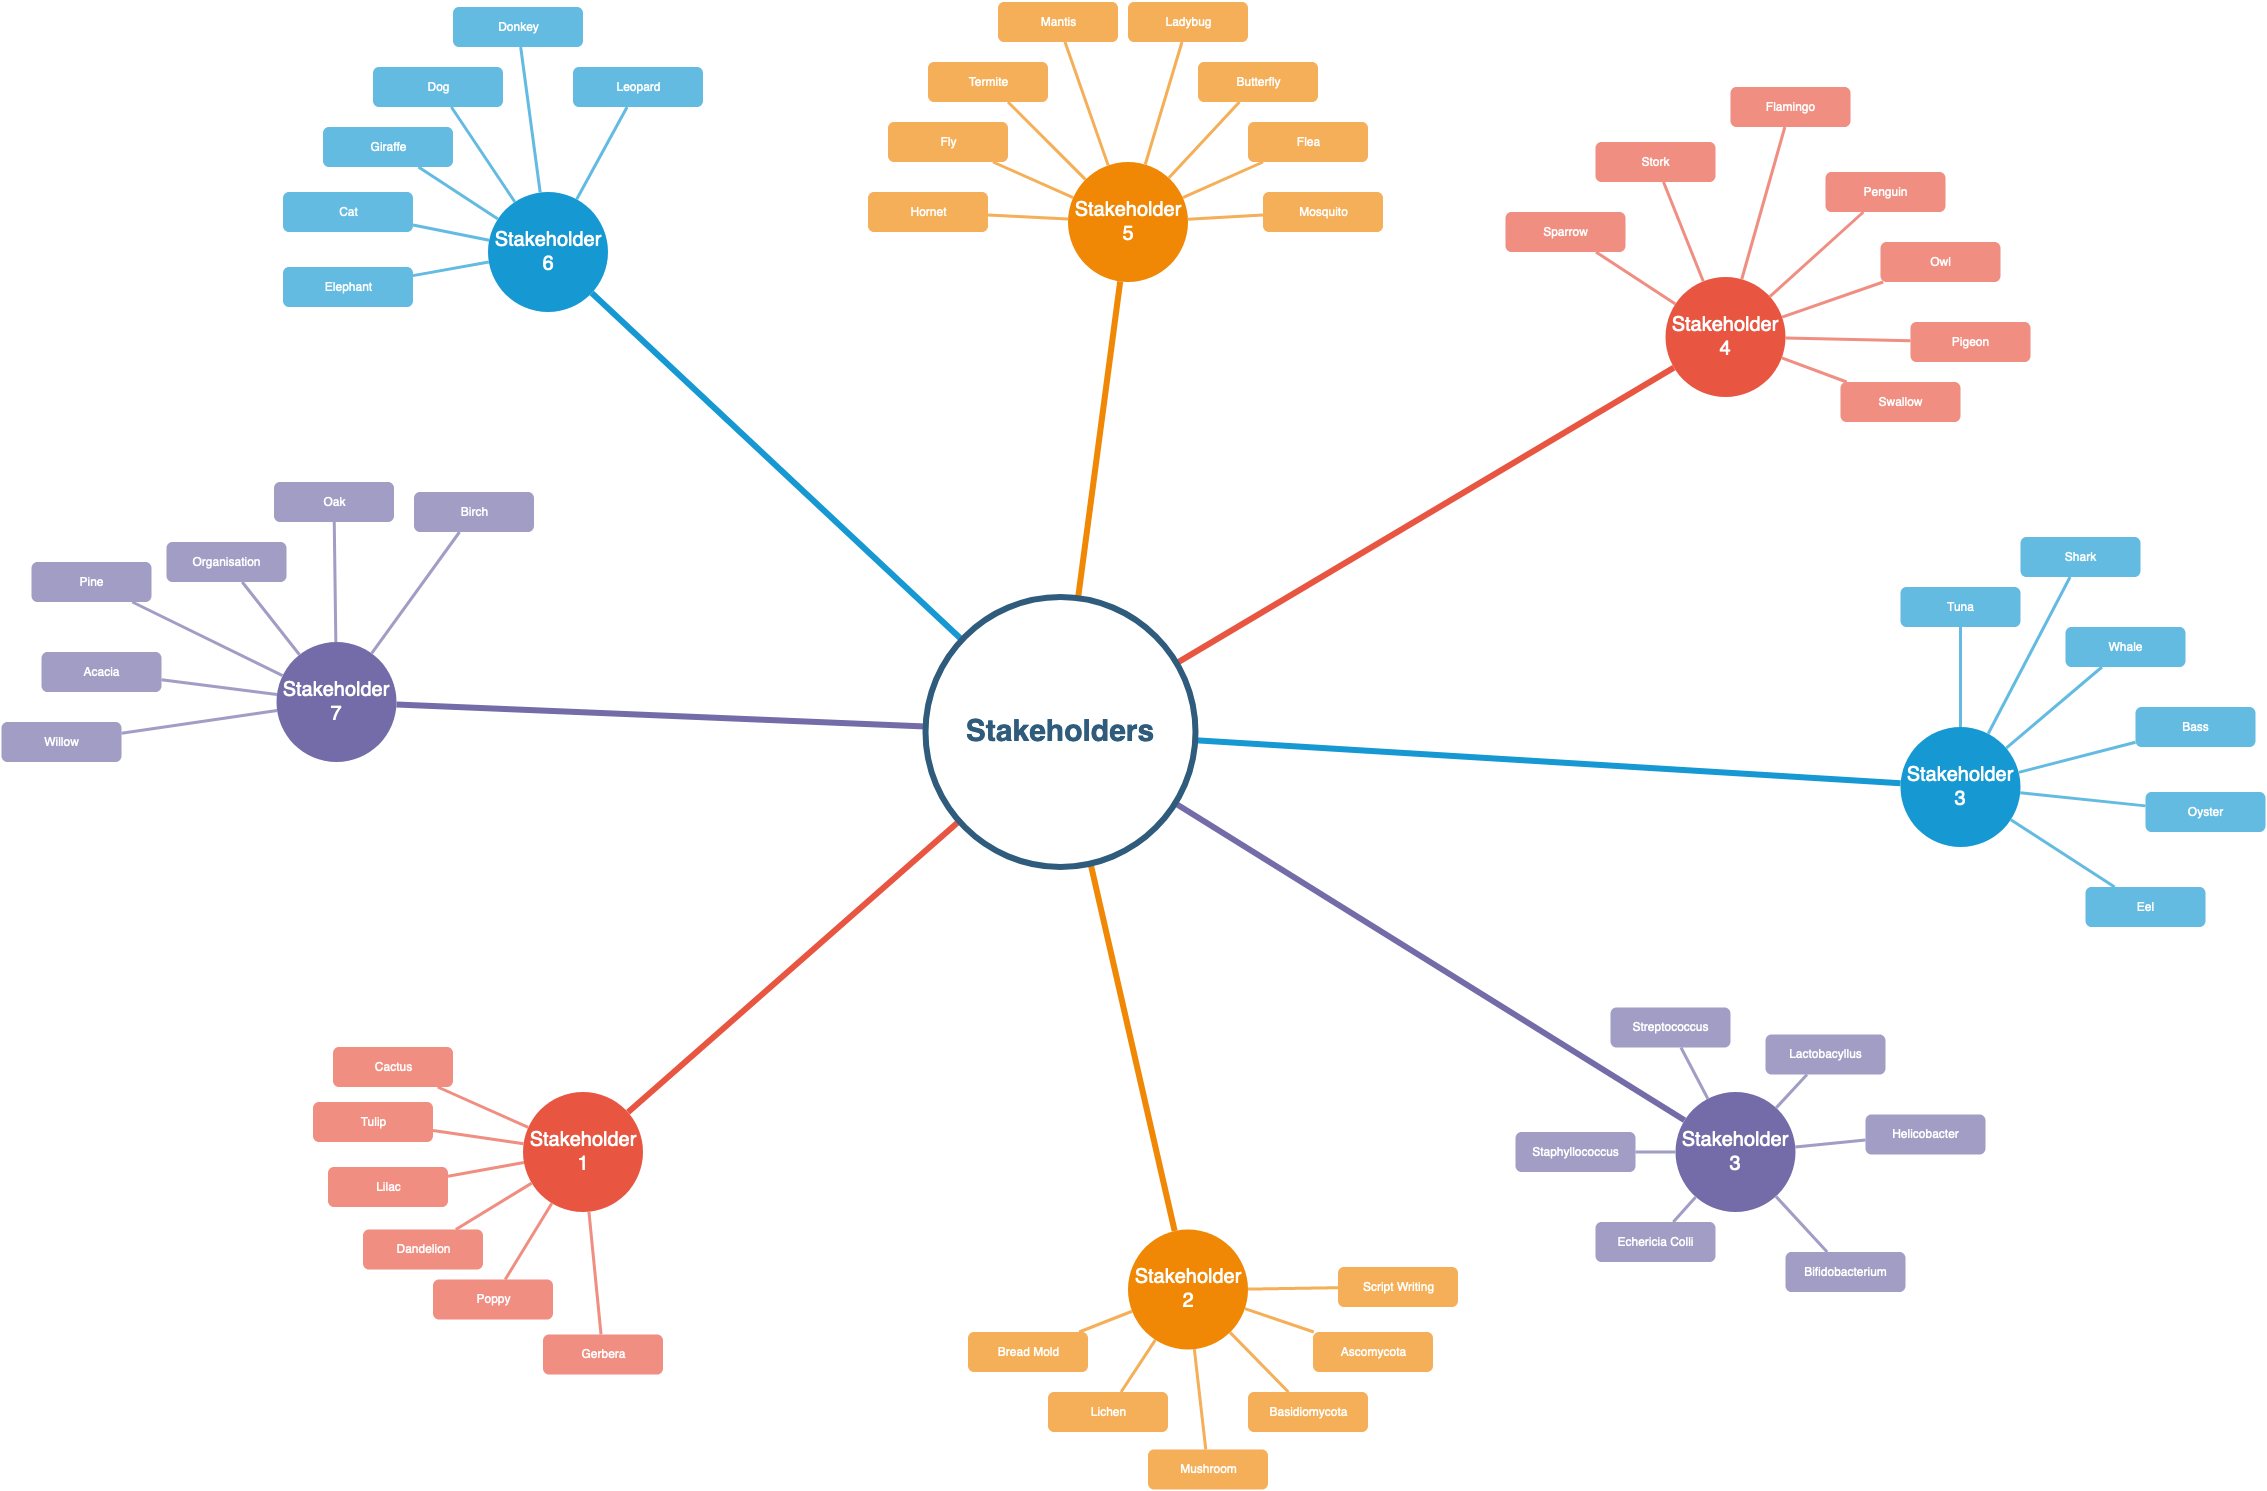 Donkey
Dog
Leopard
Giraffe
Cat
Elephant
Stakeholder
6
Mantis
Ladybug
Termite
Butterfly
Fly
Flea
Hornet
Mosquito
Stakeholder
5
Flamingo
Stork
Penguin
Sparrow
Owl
Pigeon
Swallow
Stakeholder
4
Oak
Birch
Organisation
Pine
Acacia
Willow
Stakeholder
7
Stakeholders
Shark
Tuna
Whale
Bass
Oyster
Eel
Stakeholder
3
Cactus
Tulip
Lilac
Dandelion
Poppy
Gerbera
Stakeholder
1
Stakeholder
2
Script Writing
Bread Mold
Ascomycota
Lichen
Basidiomycota
Mushroom
Streptococcus
Lactobacyllus
Helicobacter
Staphyllococcus
Echericia Colli
Bifidobacterium
Stakeholder
3